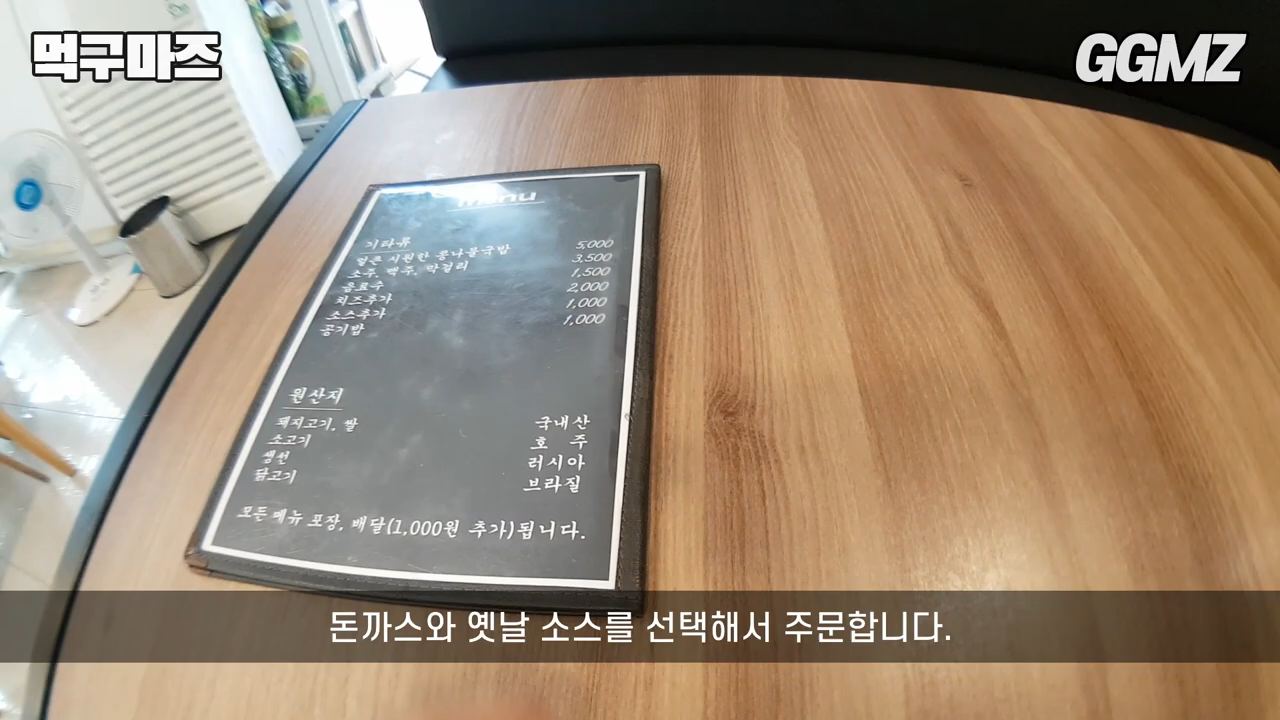 먹구마즈
GGMZ
Menu
기타류
얼큰 시원한 콩나물국밥 5,000
소주, 맥주, 막걸리 3,500
음료수 1,500
치즈추가 2,000
소스추가 1,000
공기밥 1,000
원산지
돼지고기, 쌀 국내산
소고기 호 주
생선 러시아
닭고기 브라질
모든 메뉴 포장, 배달(1,000원 추가)됩니다.
돈까스와 옛날 소스를 선택해서 주문합니다.